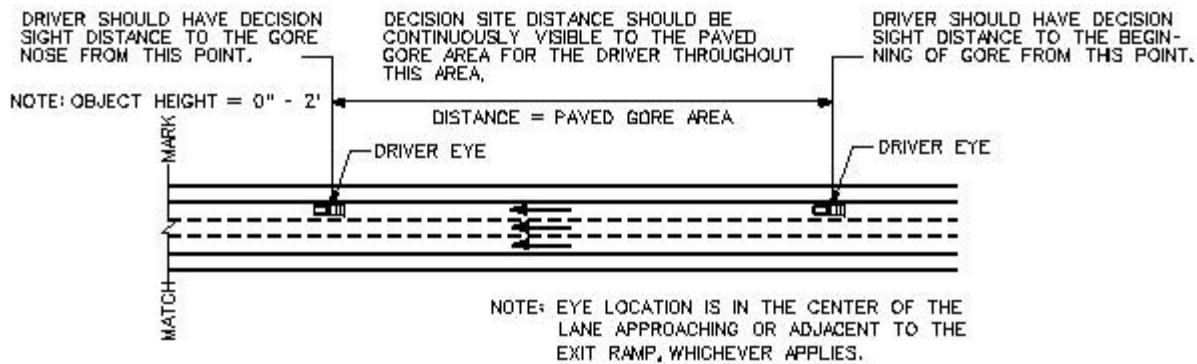 DRIVER SHOULD HAVE DECISION
SIGHT DISTANCE TO THE GORE
NOSE FROM THIS POINT.
DECISION SITE DISTANCE SHOULD BE
CONTINUOUSLY VISIBLE TO THE PAVED
GORE AREA FOR THE DRIVER THROUGHOUT
THIS AREA.
DRIVER SHOULD HAVE DECISION
SIGHT DISTANCE TO THE BEGIN-
NING OF GORE FROM THIS POINT.
NOTE: OBJECT HEIGHT = 0" - 2'
DISTANCE = PAVED GORE AREA
DRIVER EYE
DRIVER EYE
MATCH MARK
NOTE: EYE LOCATION IS IN THE CENTER OF THE
LANE APPROACHING OR ADJACENT TO THE
EXIT RAMP, WHICHEVER APPLIES.